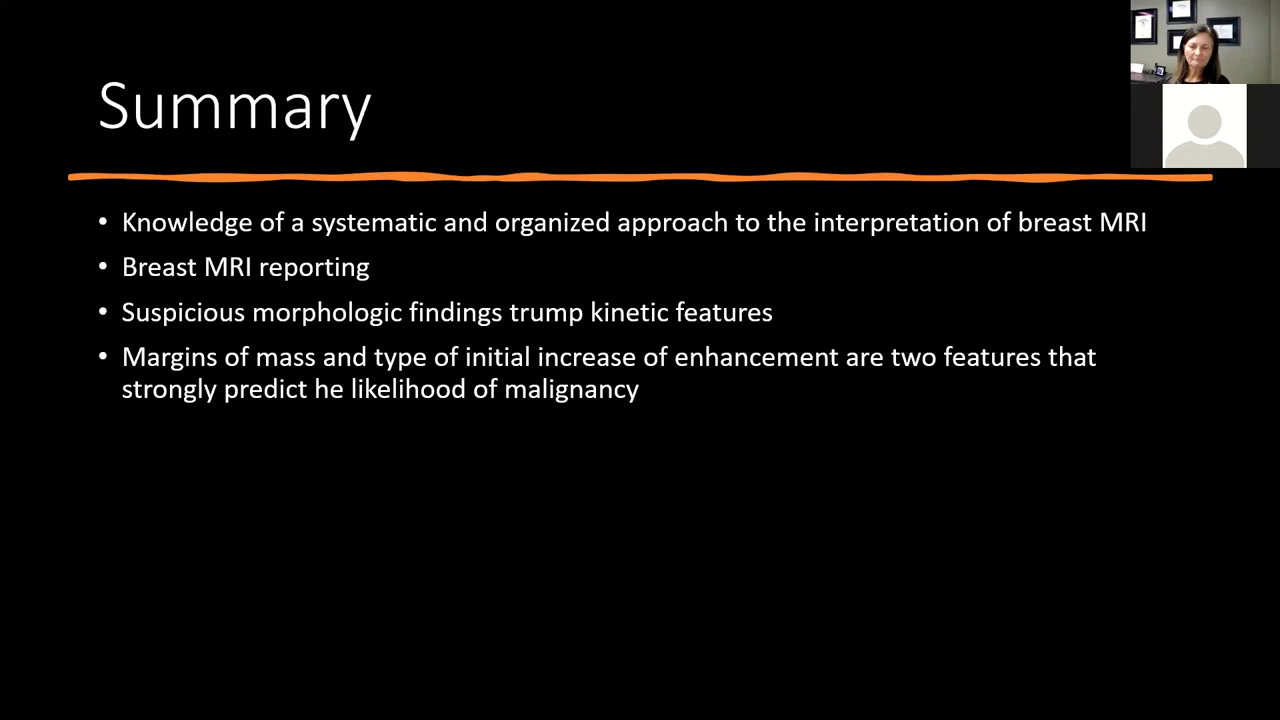 Summary
• Knowledge of a systematic and organized approach to the interpretation of breast MRI
• Breast MRI reporting
• Suspicious morphologic findings trump kinetic features
• Margins of mass and type of initial increase of enhancement are two features that
strongly predict he likelihood of malignancy